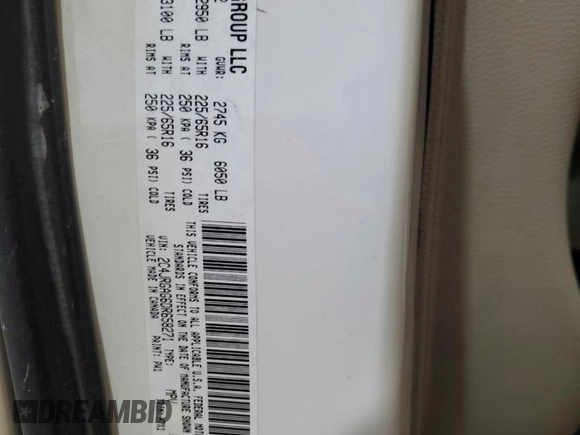 GROUP LLC
GVWR: 2745 KG 6050 LB
2950 LB WITH 225/65R16 TIRES
RIMS AT 250 KPA ( 36 PSI) COLD
3100 LB WITH 225/65R16 TIRES
RIMS AT 250 KPA ( 36 PSI) COLD
THIS VEHICLE CONFORMS TO ALL APPLICABLE U.S.A. FEDERAL
STANDARDS IN EFFECT ON THE DATE OF MANUFACTURE SHOWN
VIN: TYPE:
VEHICLE MADE IN CANADA PAINT: PW1
DREAMBID